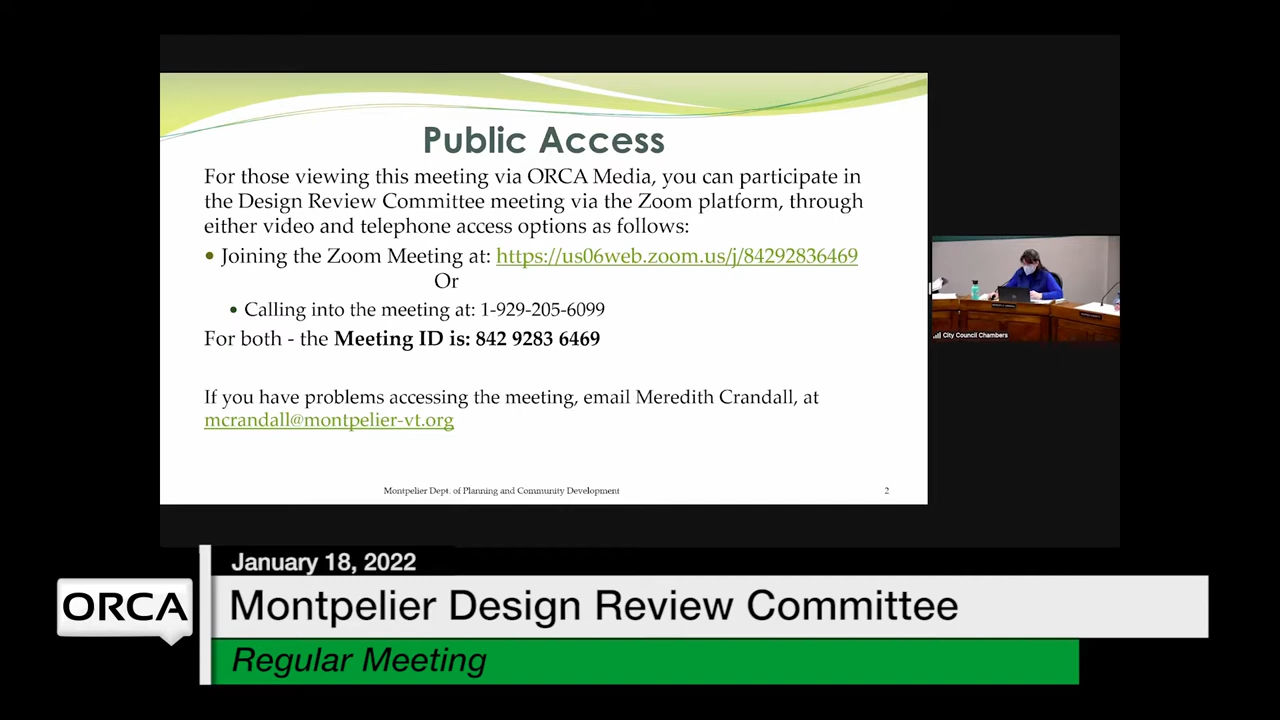 Public Access
For those viewing this meeting via ORCA Media, you can participate in
the Design Review Committee meeting via the Zoom platform, through
either video and telephone access options as follows:
• Joining the Zoom Meeting at: https://us06web.zoom.us/j/84292836469
Or
• Calling into the meeting at: 1-929-205-6099
For both - the Meeting ID is: 842 9283 6469
If you have problems accessing the meeting, email Meredith Crandall, at
mcrandall@montpelier-vt.org
Montpelier Dept. of Planning and Community Development
2
City Council Chambers
January 18, 2022
ORCA
Montpelier Design Review Committee
Regular Meeting